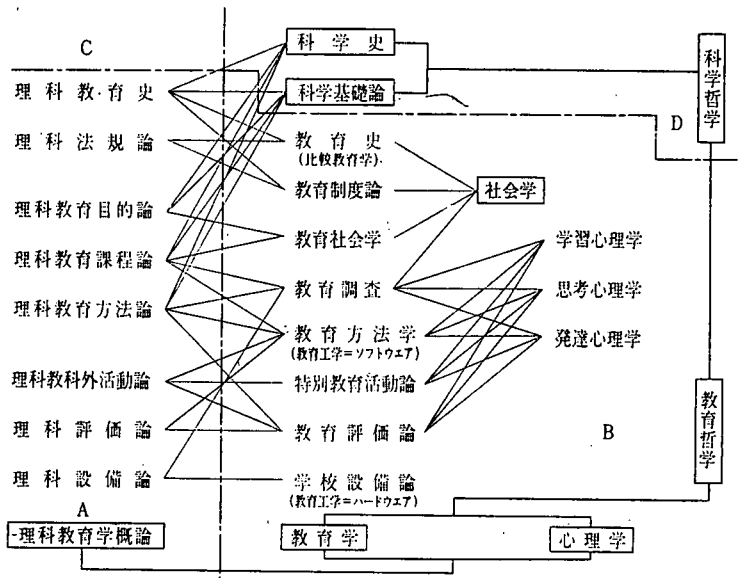 C
科学史
科学哲学
理科教育史
科学基礎論
D
理科法規論
教育史
(比較教育学)
教育制度論
社会学
理科教育目的論
教育社会学
学習心理学
理科教育課程論
教育調査
思考心理学
理科教育方法論
教育方法学
(教育工学=ソフトウエア)
発達心理学
理科教科外活動論
特別教育活動論
教育哲学
理科評価論
教育評価論
B
理科設備論
学校設備論
(教育工学=ハードウエア)
A
理科教育学概論
教育学
心理学